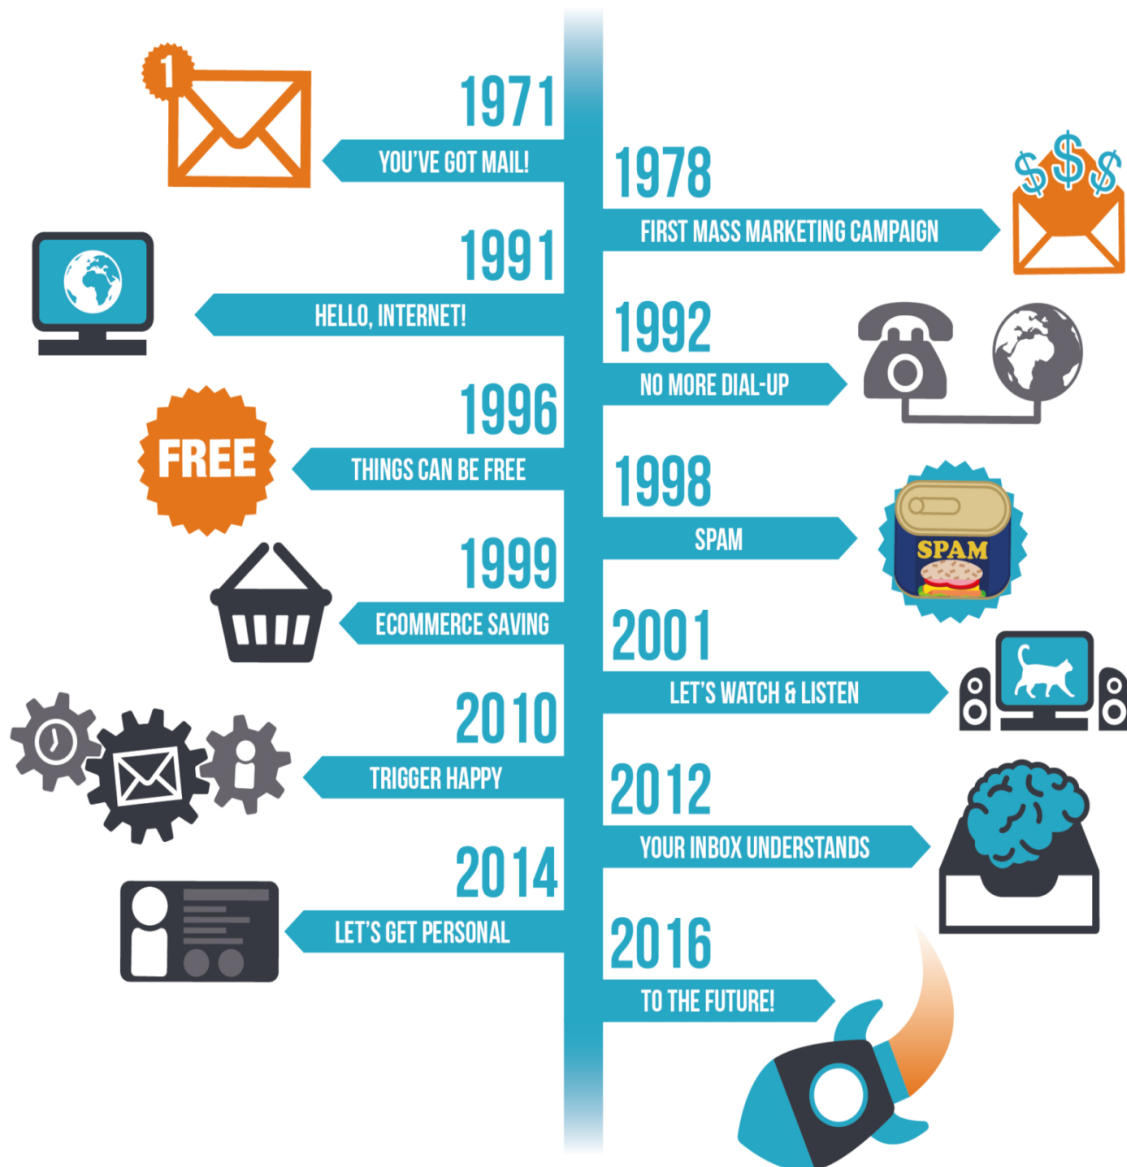 1
1971
YOU'VE GOT MAIL!
1978
FIRST MASS MARKETING CAMPAIGN
$ $ $
1991
HELLO, INTERNET!
1992
NO MORE DIAL-UP
1996
THINGS CAN BE FREE
FREE
1998
SPAM
SPAM
1999
ECOMMERCE SAVING
2001
LET'S WATCH & LISTEN
2010
TRIGGER HAPPY
2012
YOUR INBOX UNDERSTANDS
2014
LET'S GET PERSONAL
2016
TO THE FUTURE!